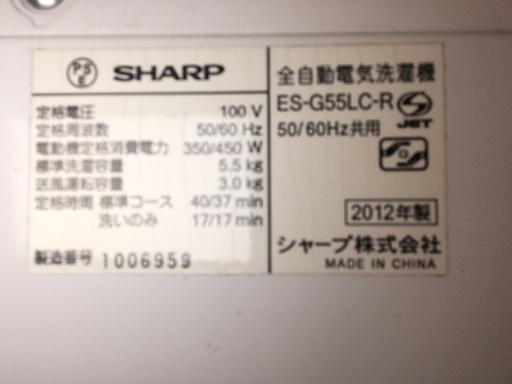 PSE
SHARP
定格電圧 100 V
定格周波数 50/60 Hz
電動機定格消費電力 350/450 W
標準洗濯容量 5.5 kg
送風運転容量 3.0 kg
定格時間 標準コース 40/37 min
洗いのみ 17/17 min
製造番号 1006959
全自動電気洗濯機
ES-G55LC-R
JET
50/60Hz共用
2012年製
シャープ株式会社
MADE IN CHINA